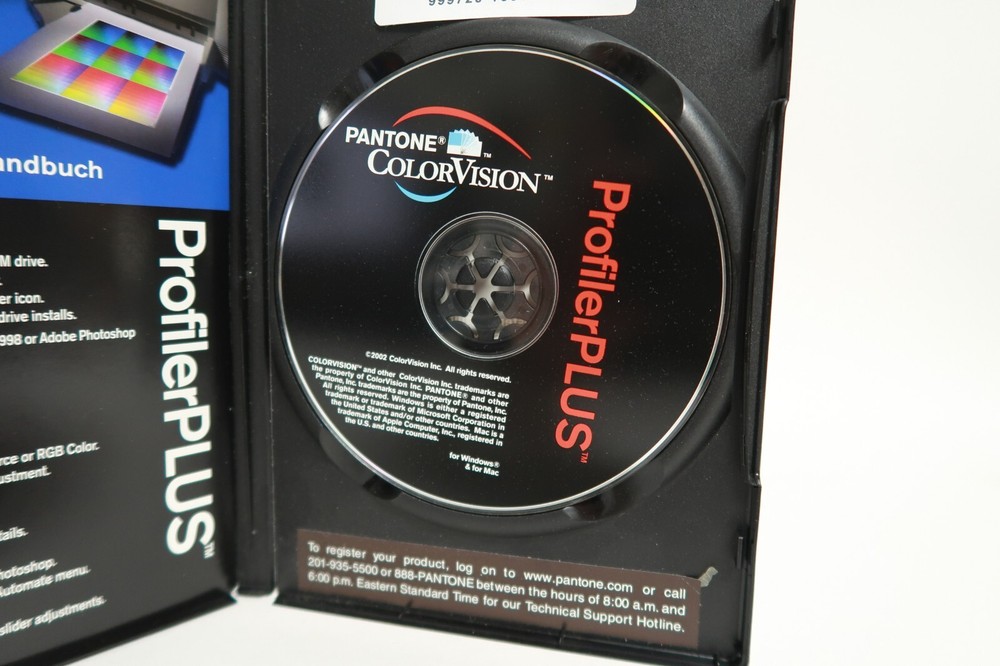 andbuch
ProfilerPLUS™
M drive.
er icon.
drive installs.
998 or Adobe Photoshop
rce or RGB Color.
ustment.
tails.
hotoshop.
Automate menu.
slider adjustments.
PANTONE®
™
COLORVISION™
ProfilerPLUS™
©2002 ColorVision Inc. All rights reserved.
COLORVISION™ and other ColorVision Inc. trademarks are
the property of ColorVision Inc. PANTONE® and other
Pantone, Inc. trademarks are the property of Pantone, Inc.
All rights reserved. Windows is either a registered
trademark or trademark of Microsoft Corporation in
the United States and/or other countries. Mac is a
trademark of Apple Computer, Inc., registered in
the U.S. and other countries.
for Windows®
& for Mac
To register your product, log on to www.pantone.com or call
201-935-5500 or 888-PANTONE between the hours of 8:00 a.m. and
6:00 p.m. Eastern Standard Time for our Technical Support Hotline.